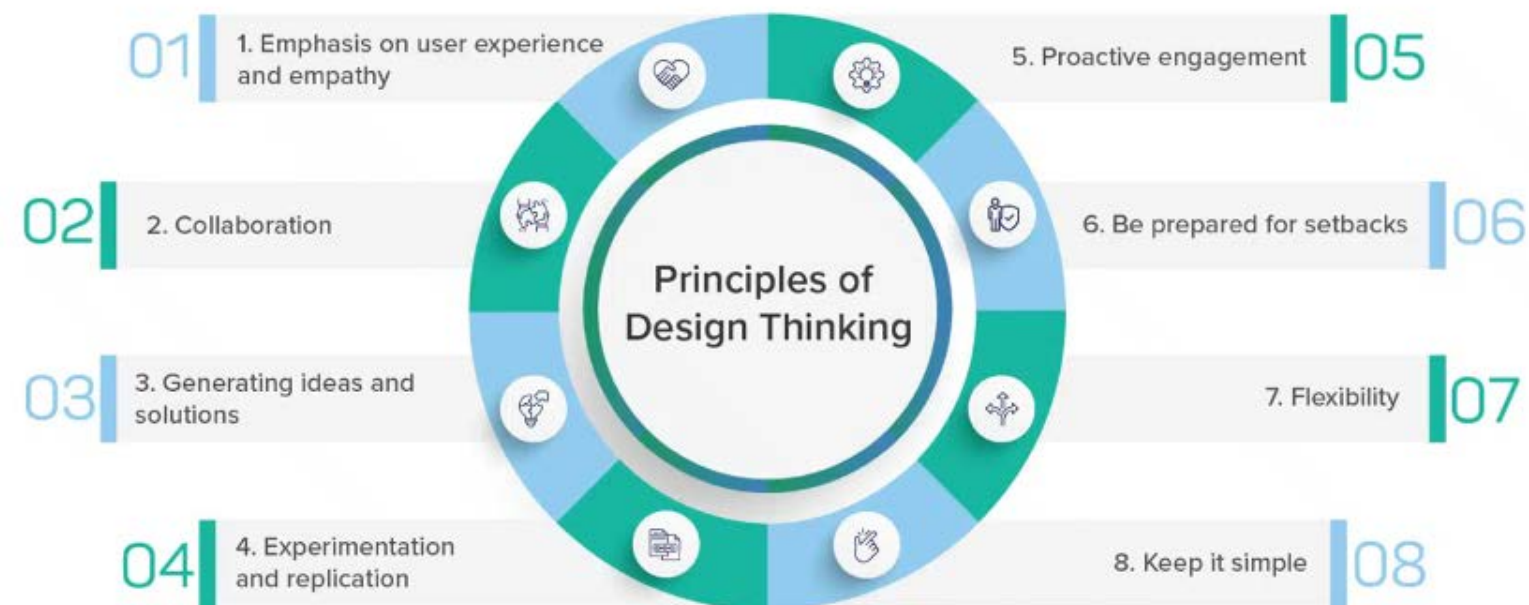 01
1. Emphasis on user experience
and empathy
02
2. Collaboration
03
3. Generating ideas and
solutions
04
4. Experimentation
and replication
Principles of
Design Thinking
5. Proactive engagement
05
6. Be prepared for setbacks
06
7. Flexibility
07
8. Keep it simple
08